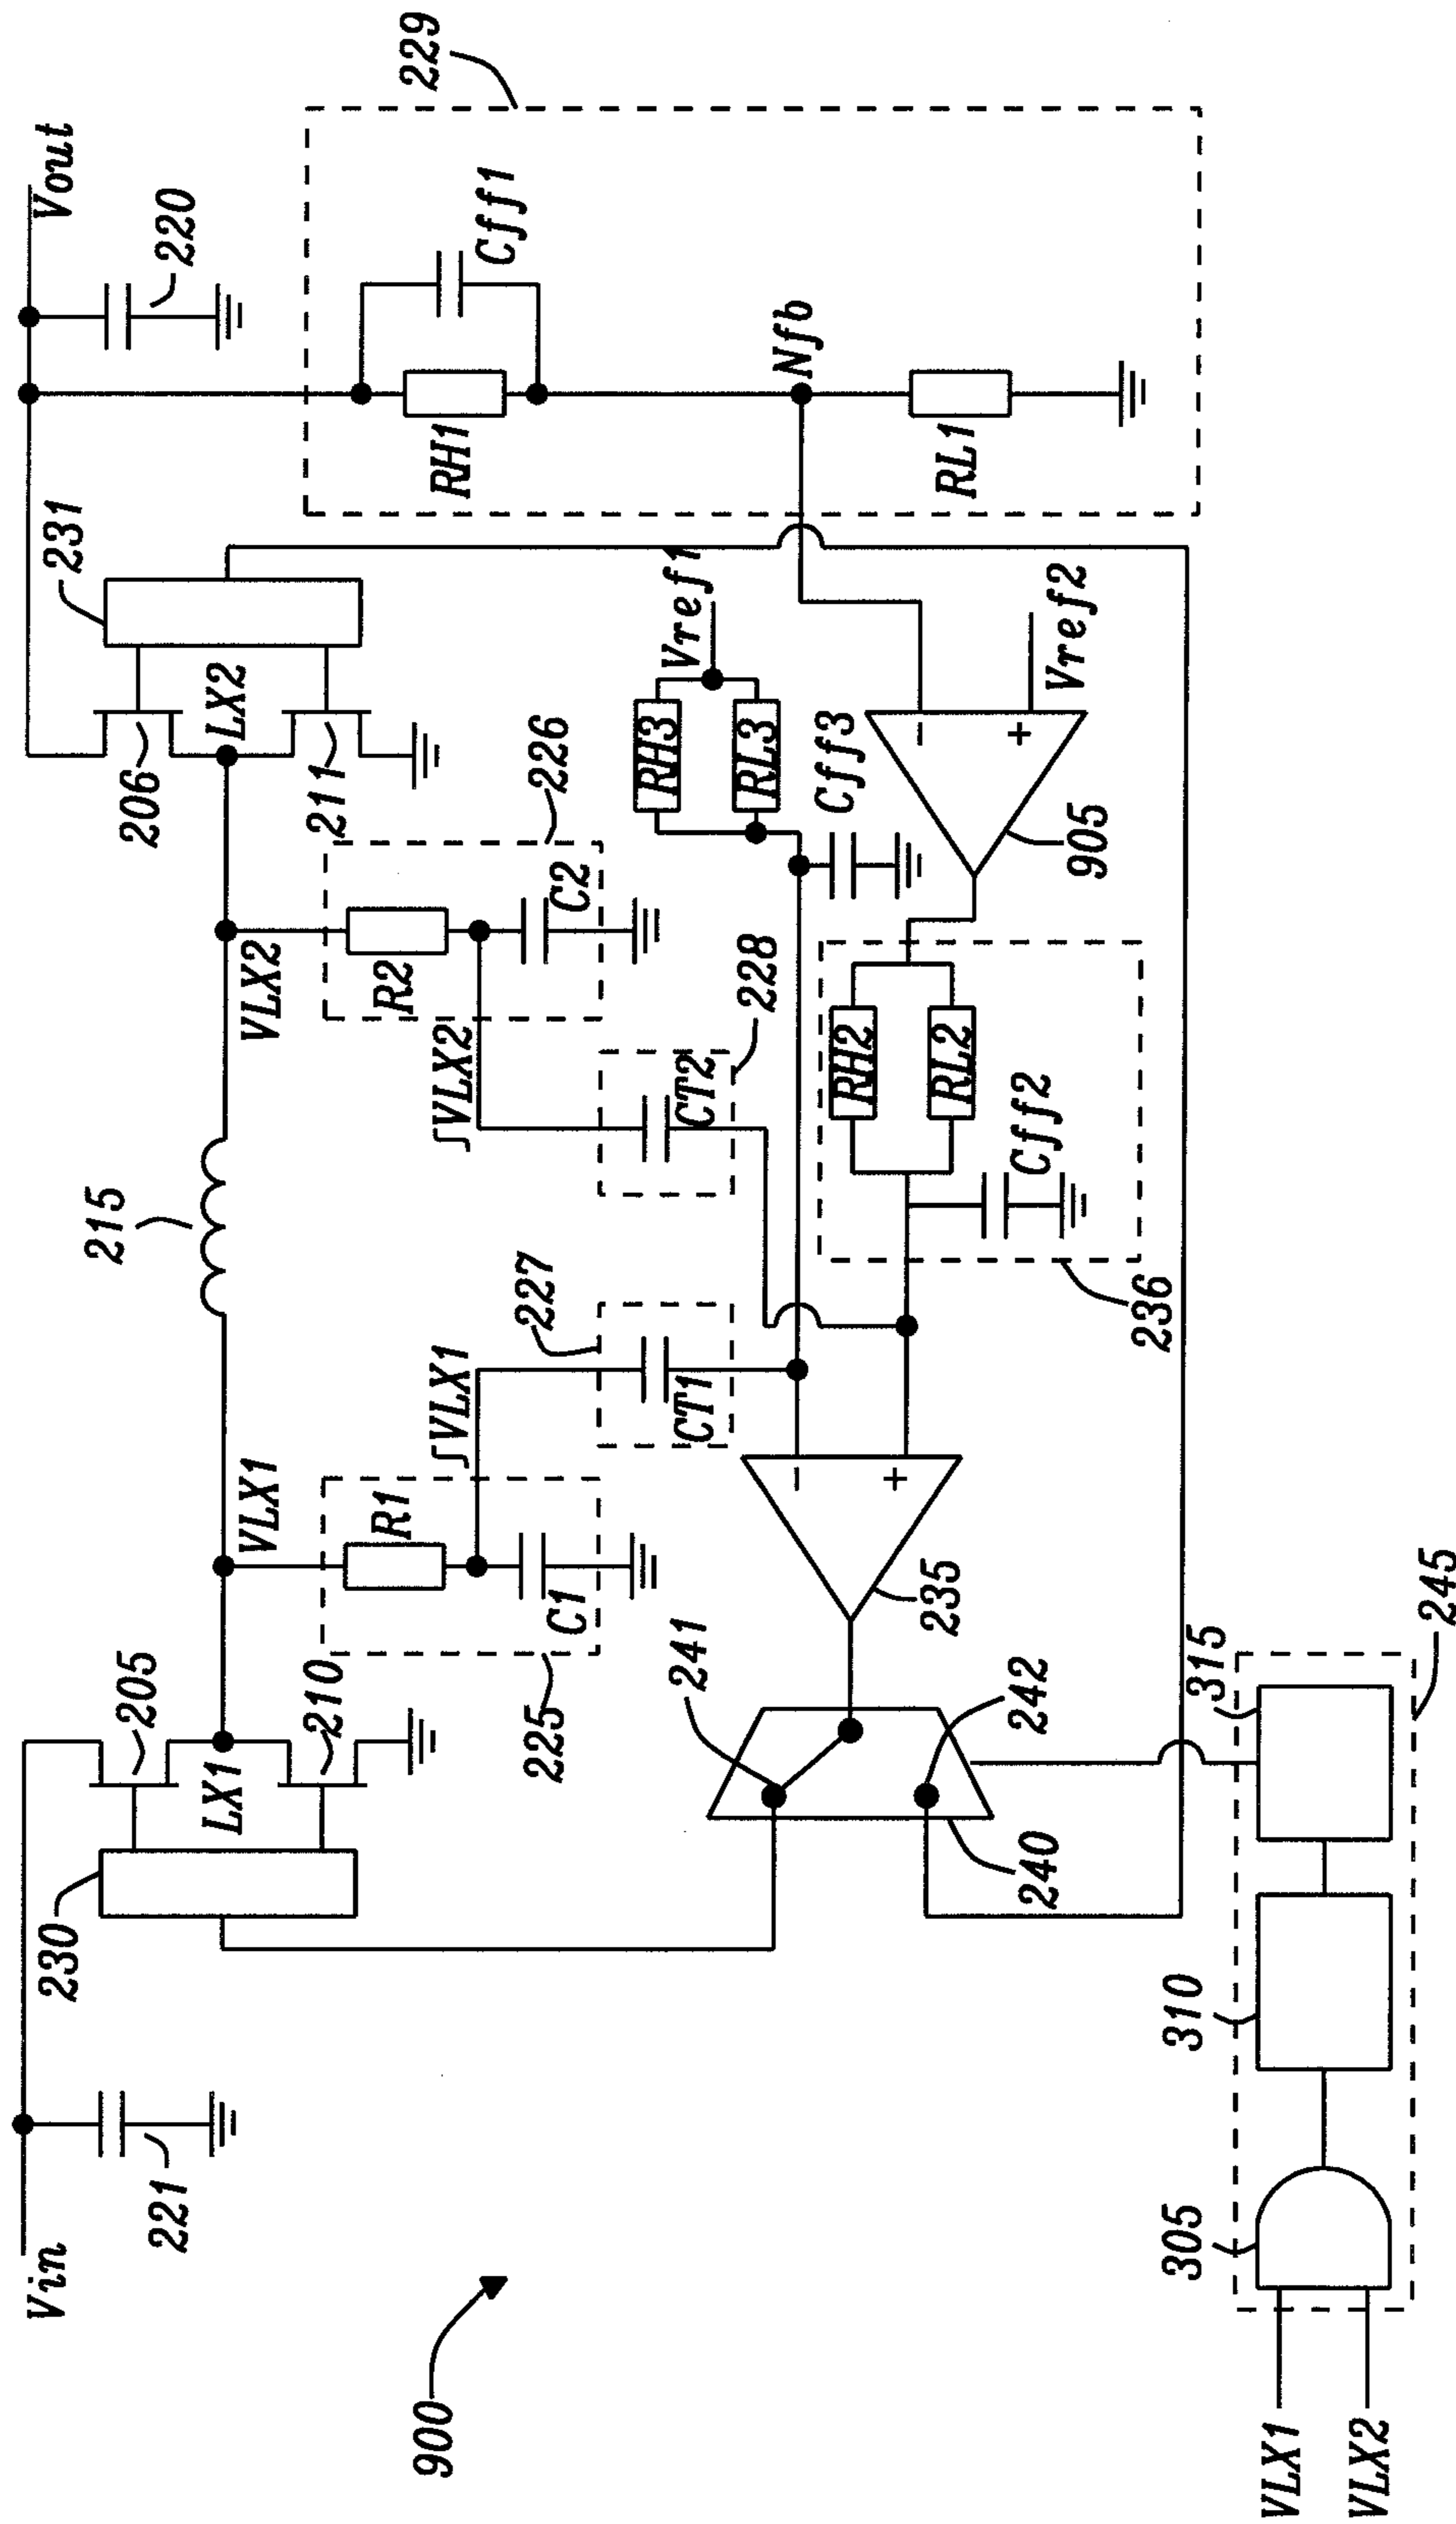 Vin
221
230
205
LX1
210
VLX1
215
VLX2
206
LX2
211
231
220
Vout
229
225
R1
C1
∫VLX1
227
CT1
R2
C2
226
∫VLX2
CT2
228
RH3
RL3
Vref1
Cff3
RH1
Cff1
Nfb
RL1
Vref2
-
+
905
RH2
RL2
Cff2
236
-
+
235
241
242
240
900
VLX1
VLX2
305
310
315
245